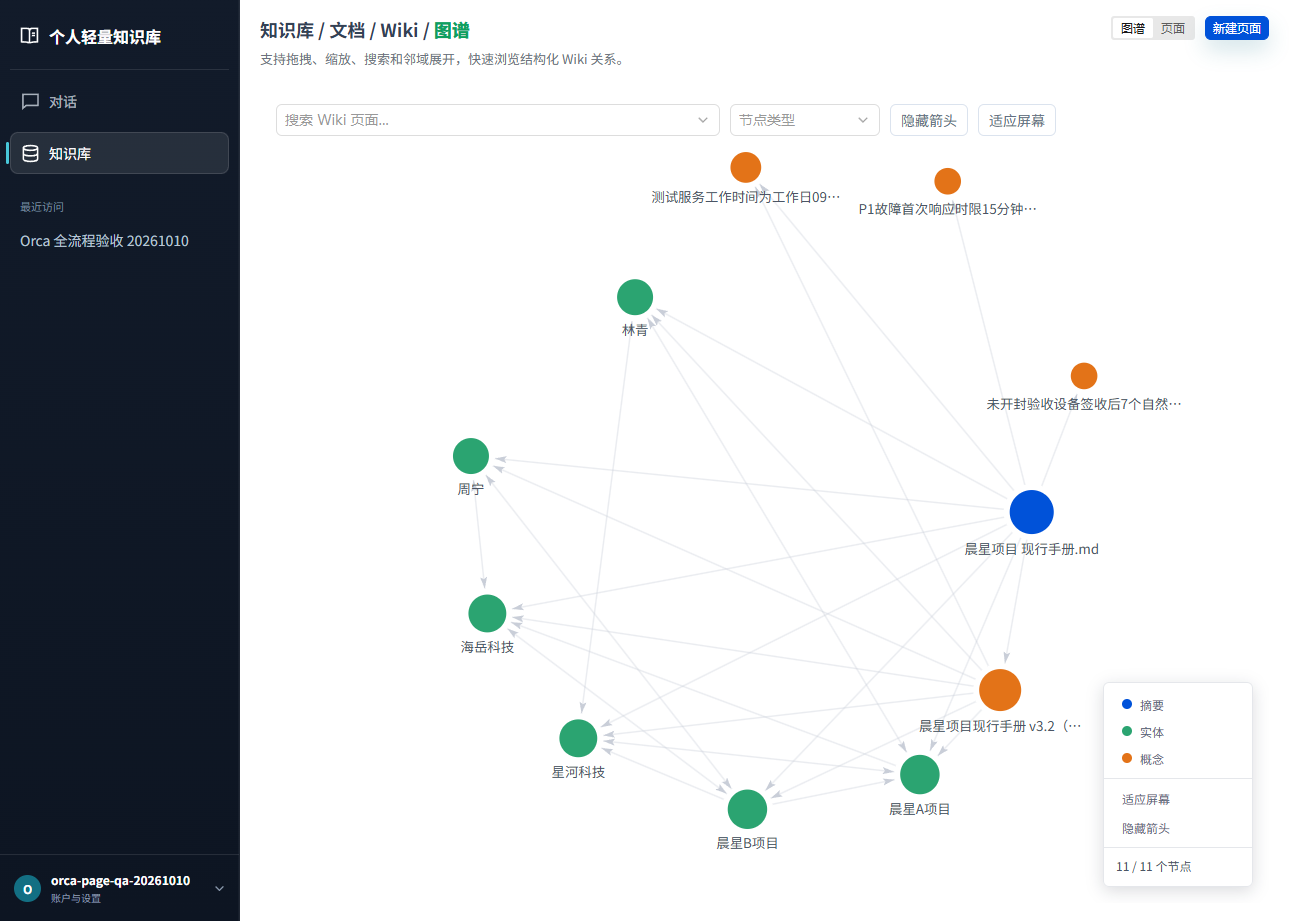 个人轻量知识库
对话
知识库
最近访问
Orca 全流程验收 20261010
O
orca-page-qa-20261010
账户与设置
知识库 / 文档 / Wiki / 图谱
支持拖拽、缩放、搜索和邻域展开，快速浏览结构化 Wiki 关系。
图谱
页面
新建页面
搜索 Wiki 页面...
节点类型
隐藏箭头
适应屏幕
测试服务工作时间为工作日09…
P1故障首次响应时限15分钟…
林青
未开封验收设备签收后7个自然…
周宁
晨星项目 现行手册.md
海岳科技
晨星项目现行手册 v3.2（…
星河科技
晨星A项目
晨星B项目
摘要
实体
概念
适应屏幕
隐藏箭头
11 / 11 个节点